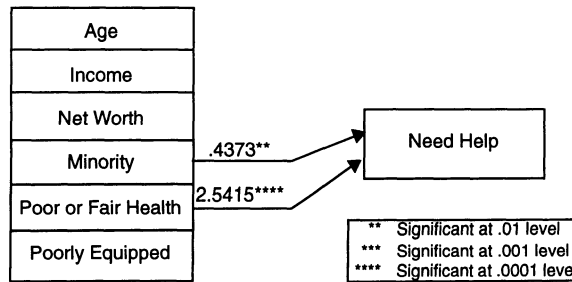 Age
Income
Net Worth
Minority
Poor or Fair Health
Poorly Equipped
.4373**
2.5415****
Need Help
** Significant at .01 level
*** Significant at .001 level
**** Significant at .0001 level